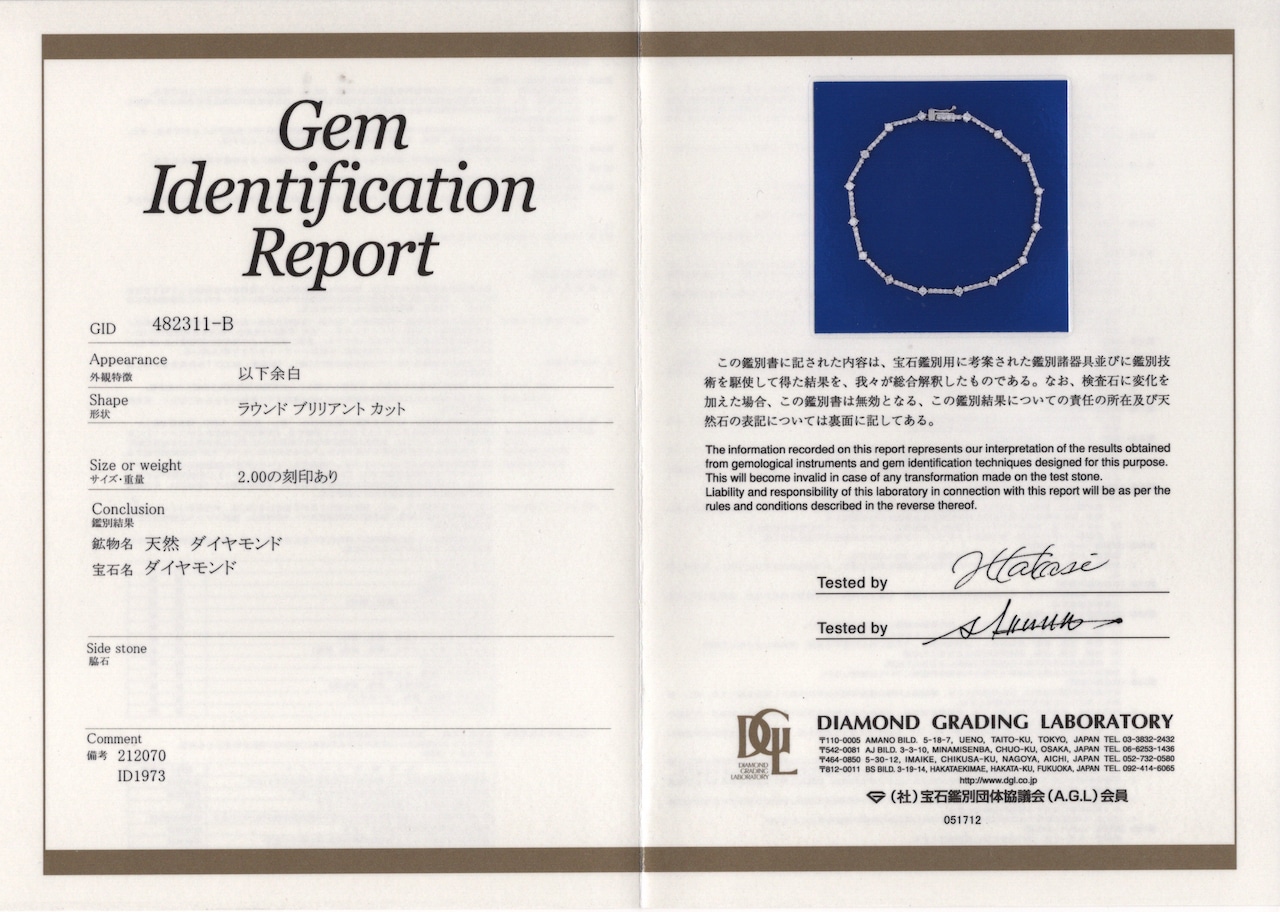 Gem
Identification
Report
GID 482311-B
Appearance
外観特徴 以下余白
Shape
形状 ラウンド ブリリアント カット
Size or weight
サイズ・重量 2.00の刻印あり
Conclusion
鑑別結果
鉱物名 天然 ダイヤモンド
宝石名 ダイヤモンド
Side stone
脇石
Comment
備考 212070
ID1973
この鑑別書に記された内容は、宝石鑑別用に考案された鑑別諸器具並びに鑑別技
術を駆使して得た結果を、我々が総合解釈したものである。なお、検査石に変化を
加えた場合、この鑑別書は無効となる、この鑑別結果についての責任の所在及び天
然石の表記については裏面に記してある。
The information recorded on this report represents our interpretation of the results obtained
from gemological instruments and gem identification techniques designed for this purpose.
This will become invalid in case of any transformation made on the test stone.
Liability and responsibility of this laboratory in connection with this report will be as per the
rules and conditions described in the reverse thereof.
Tested by
Tested by
DGL
DIAMOND
GRADING
LABORATORY
DIAMOND GRADING LABORATORY
〒110-0005 AMANO BILD. 5-18-7, UENO, TAITO-KU, TOKYO, JAPAN TEL. 03-3832-2432
〒542-0081 AJ BILD. 3-3-10, MINAMISENBA, CHUO-KU, OSAKA, JAPAN TEL. 06-6253-1436
〒464-0850 5-30-12, IMAIKE, CHIKUSA-KU, NAGOYA, AICHI, JAPAN TEL. 052-732-0580
〒812-0011 BS BILD. 3-19-14, HAKATAEKIMAE, HAKATA-KU, FUKUOKA, JAPAN TEL. 092-414-6065
http://www.dgl.co.jp
(社)宝石鑑別団体協議会(A.G.L)会員
051712